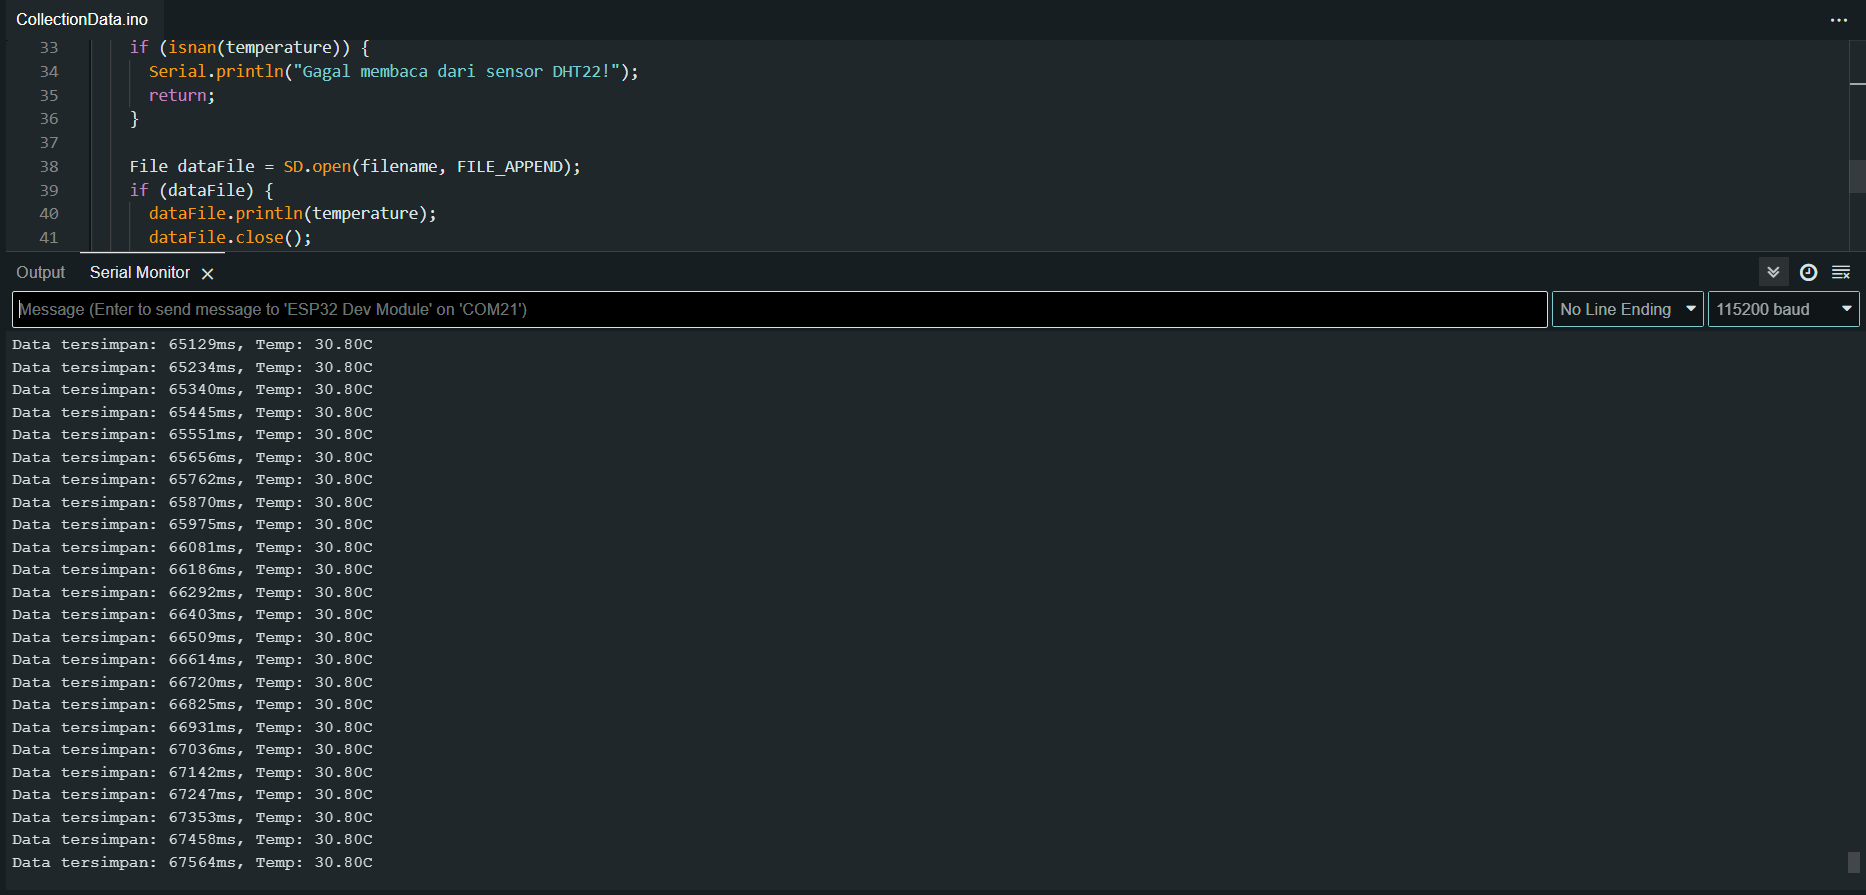 CollectionData.ino
33 if (isnan(temperature)) {
34 Serial.println("Gagal membaca dari sensor DHT22!");
35 return;
36 }
37
38 File dataFile = SD.open(filename, FILE_APPEND);
39 if (dataFile) {
40 dataFile.println(temperature);
41 dataFile.close();
Output Serial Monitor
Message (Enter to send message to 'ESP32 Dev Module' on 'COM21') No Line Ending 115200 baud
Data tersimpan: 65129ms, Temp: 30.80C
Data tersimpan: 65234ms, Temp: 30.80C
Data tersimpan: 65340ms, Temp: 30.80C
Data tersimpan: 65445ms, Temp: 30.80C
Data tersimpan: 65551ms, Temp: 30.80C
Data tersimpan: 65656ms, Temp: 30.80C
Data tersimpan: 65762ms, Temp: 30.80C
Data tersimpan: 65870ms, Temp: 30.80C
Data tersimpan: 65975ms, Temp: 30.80C
Data tersimpan: 66081ms, Temp: 30.80C
Data tersimpan: 66186ms, Temp: 30.80C
Data tersimpan: 66292ms, Temp: 30.80C
Data tersimpan: 66403ms, Temp: 30.80C
Data tersimpan: 66509ms, Temp: 30.80C
Data tersimpan: 66614ms, Temp: 30.80C
Data tersimpan: 66720ms, Temp: 30.80C
Data tersimpan: 66825ms, Temp: 30.80C
Data tersimpan: 66931ms, Temp: 30.80C
Data tersimpan: 67036ms, Temp: 30.80C
Data tersimpan: 67142ms, Temp: 30.80C
Data tersimpan: 67247ms, Temp: 30.80C
Data tersimpan: 67353ms, Temp: 30.80C
Data tersimpan: 67458ms, Temp: 30.80C
Data tersimpan: 67564ms, Temp: 30.80C